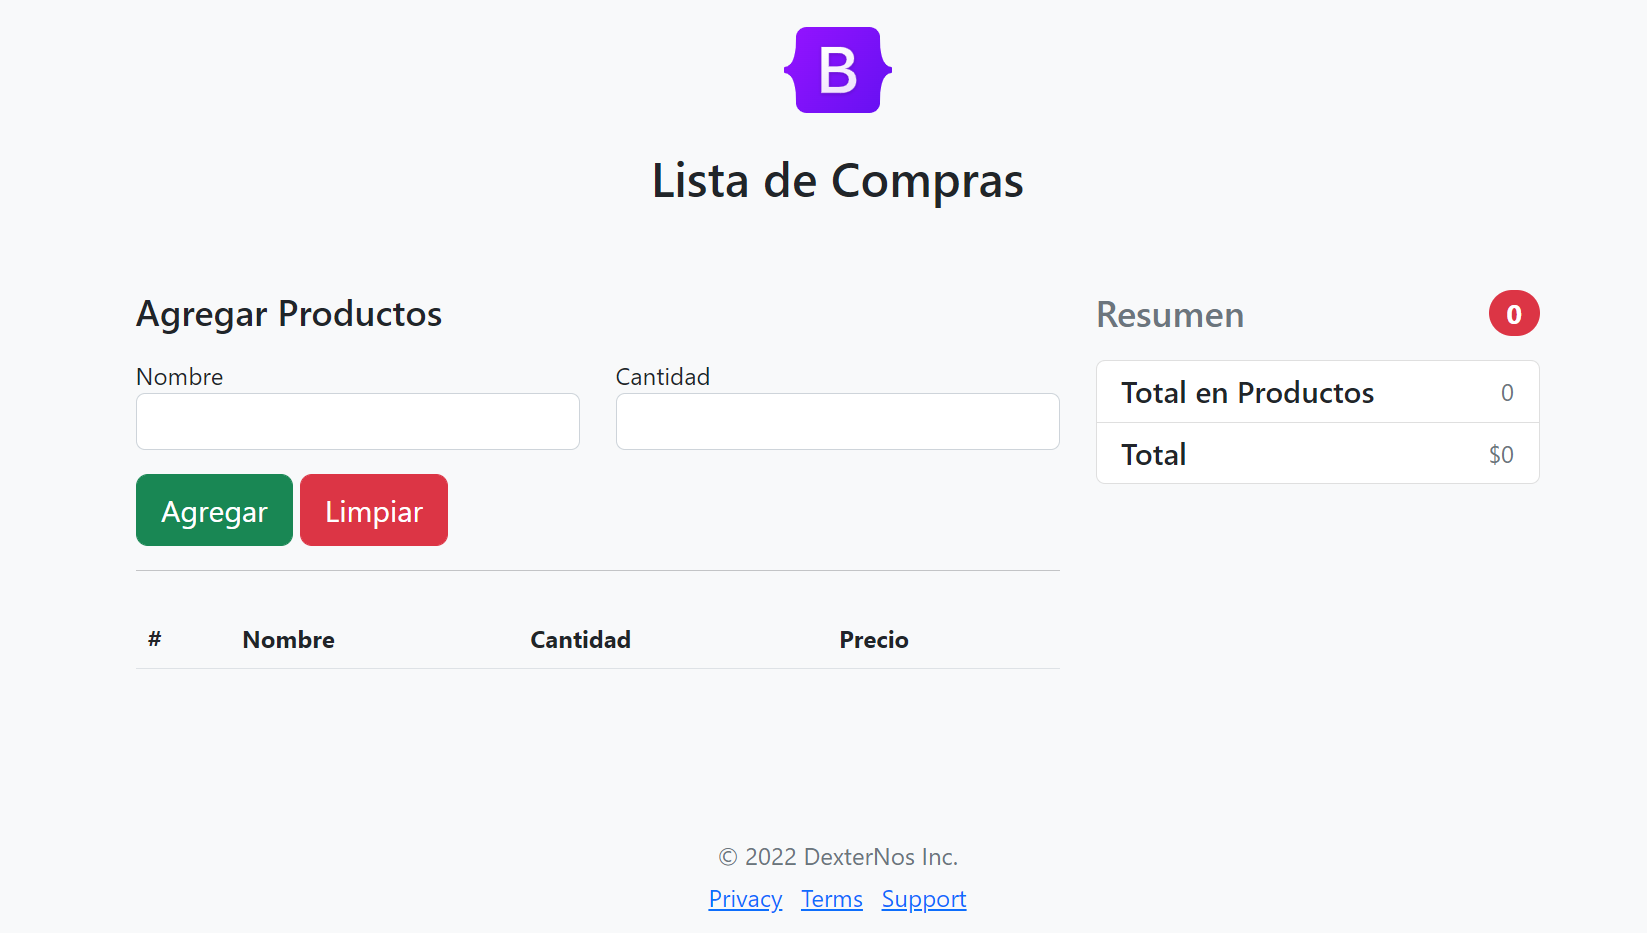 B
Lista de Compras
Agregar Productos
Nombre Cantidad
Agregar Limpiar
# Nombre Cantidad Precio
Resumen 0
Total en Productos 0
Total $0
© 2022 DexterNos Inc.
Privacy Terms Support